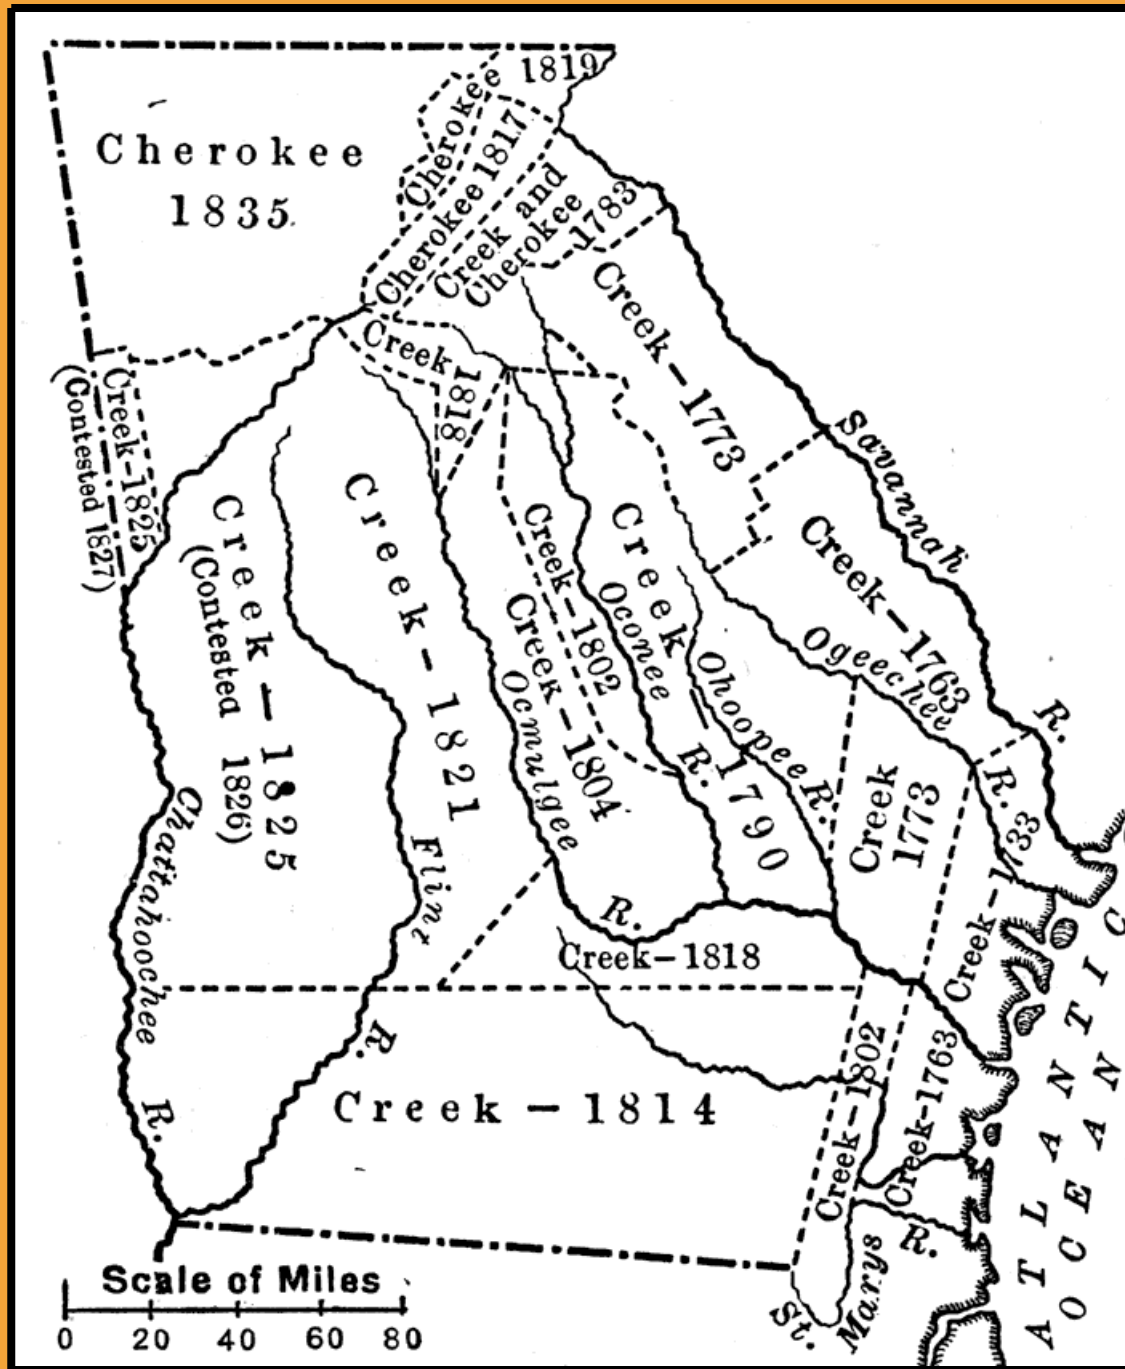 Cherokee 1819
Cherokee
1835
Cherokee 1817
Creek and
Cherokee
1783
Creek 1818
Creek-1825
(Contested 1827)
Creek — 1773
Savannah R.
Creek — 1825
(Contested 1826)
Creek — 1821
Creek-1802
Creek-1804
Creek — 1790
Oconee R.
Ocmulgee R.
Ohoopee R.
Creek — 1763
Ogeechee R.
Creek
1773
Creek-1733
Chattahoochee R.
Flint R.
Creek-1818
Creek — 1814
Creek-1802
Creek-1763
St. Marys R.
ATLANTIC
OCEAN
Scale of Miles
0 20 40 60 80